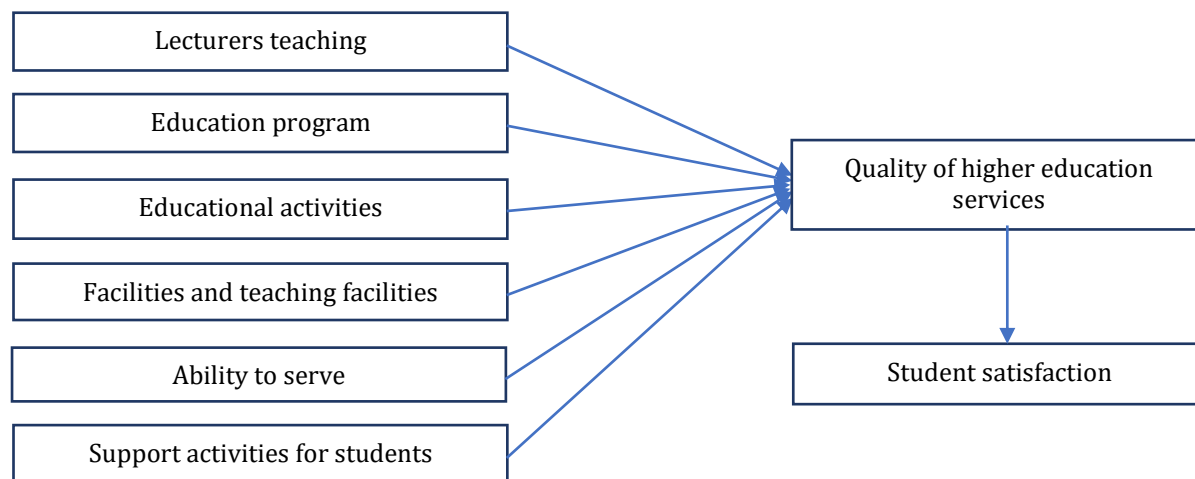 Lecturers teaching
Education program
Educational activities
Facilities and teaching facilities
Ability to serve
Support activities for students
Quality of higher education
services
Student satisfaction